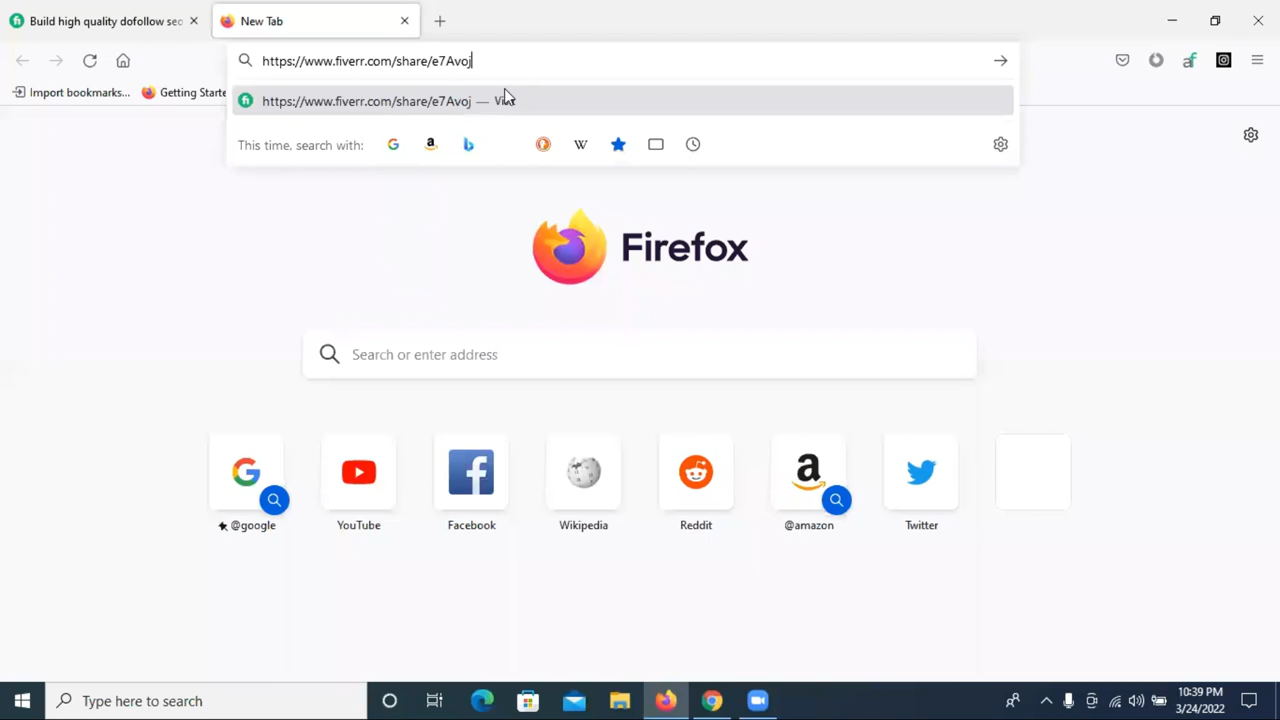 Build high quality dofollow seo
New Tab
https://www.fiverr.com/share/e7Avoj
Import bookmarks...
Getting Starte
https://www.fiverr.com/share/e7Avoj —
This time, search with:
Firefox
Search or enter address
@google
YouTube
Facebook
Wikipedia
Reddit
@amazon
Twitter
Type here to search
10:39 PM
3/24/2022